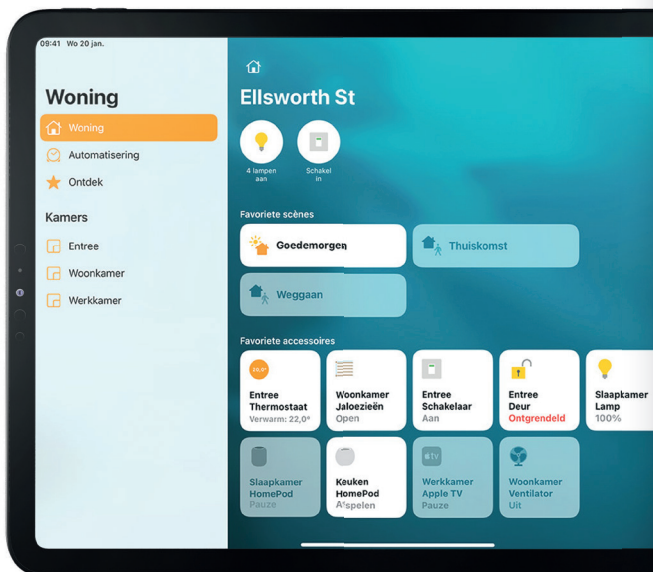 09:41 Wo 20 jan.
Woning
Woning
Automatisering
Ontdek
Kamers
Entree
Woonkamer
Werkkamer
Ellsworth St
4 lampen
aan
Schakel
in
Favoriete scènes
Goedemorgen
Thuiskomst
Weggaan
Favoriete accessoires
20,0°
Entree
Thermostaat
Verwarm: 22,0°
Woonkamer
Jaloezieën
Open
Entree
Schakelaar
Aan
Entree
Deur
Ontgrendeld
Slaapkamer
Lamp
100%
Slaapkamer
HomePod
Pauze
Keuken
HomePod
Afspelen
tv
Werkkamer
Apple TV
Pauze
Woonkamer
Ventilator
Uit